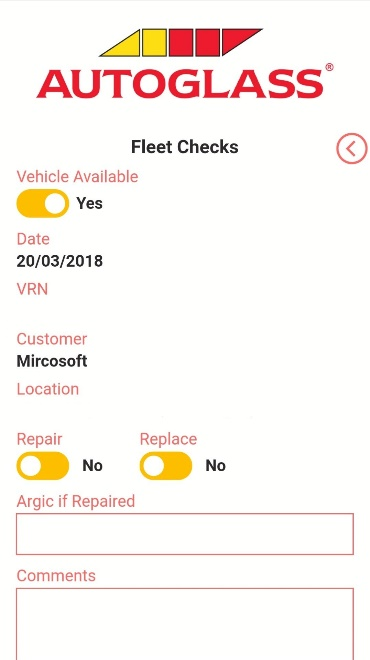 AUTOGLASS®
Fleet Checks
Vehicle Available
Yes
Date
20/03/2018
VRN
Customer
Mircosoft
Location
Repair Replace
No No
Argic if Repaired
Comments